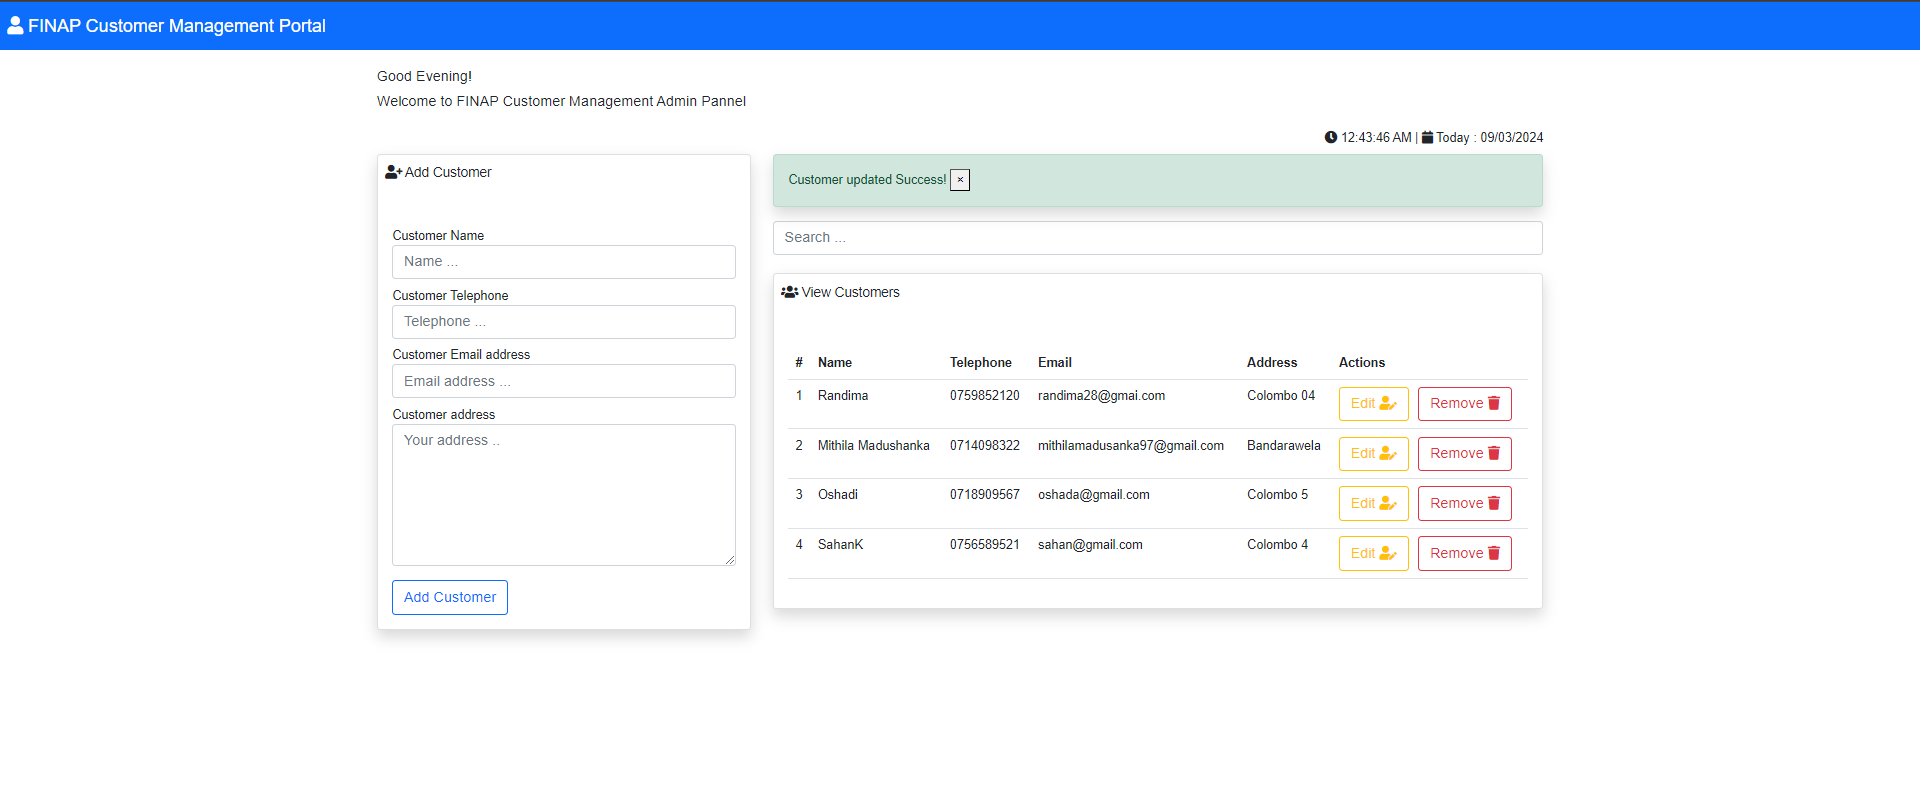 FINAP Customer Management Portal
Good Evening!
Welcome to FINAP Customer Management Admin Pannel
12:43:46 AM | Today : 09/03/2024
Add Customer
Customer Name
Name ...
Customer Telephone
Telephone ...
Customer Email address
Email address ...
Customer address
Your address ..
Add Customer
Customer updated Success! ×
Search ...
View Customers
# Name Telephone Email Address Actions
1 Randima 0759852120 randima28@gmai.com Colombo 04 Edit Remove
2 Mithila Madushanka 0714098322 mithilamadusanka97@gmail.com Bandarawela Edit Remove
3 Oshadi 0718909567 oshada@gmail.com Colombo 5 Edit Remove
4 SahanK 0756589521 sahan@gmail.com Colombo 4 Edit Remove